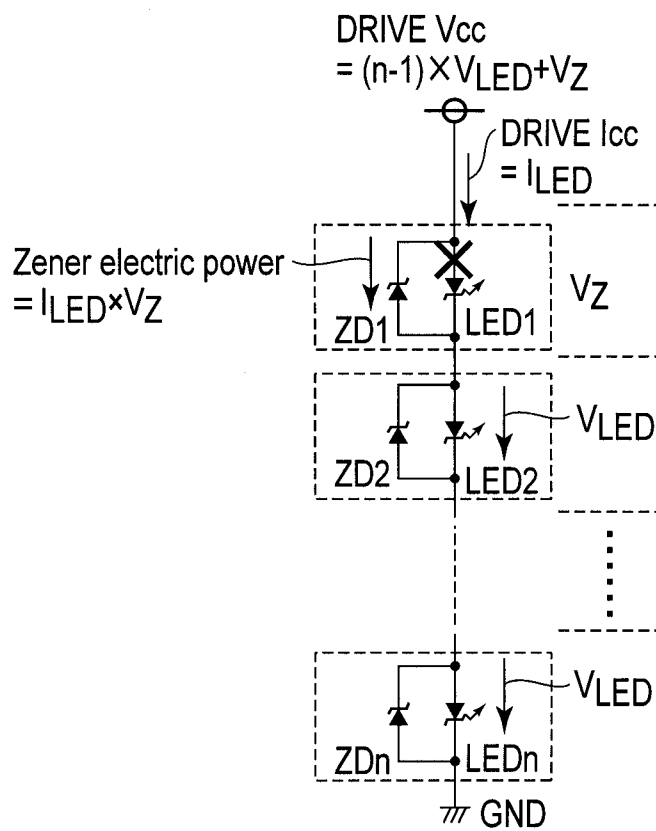 DRIVE Vcc
= (n-1)×VLED+VZ
DRIVE Icc
= ILED
Zener electric power
= ILED×VZ
ZD1
LED1
VZ
ZD2
LED2
VLED
ZDn
LEDn
VLED
GND